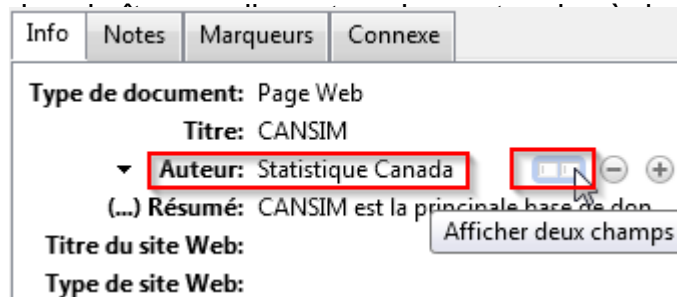 Info Notes Marqueurs Connexe
Type de document: Page Web
Titre: CANSIM
Auteur: Statistique Canada
(...) Résumé: CANSIM est la principale base de don
Afficher deux champs
Titre du site Web:
Type de site Web: